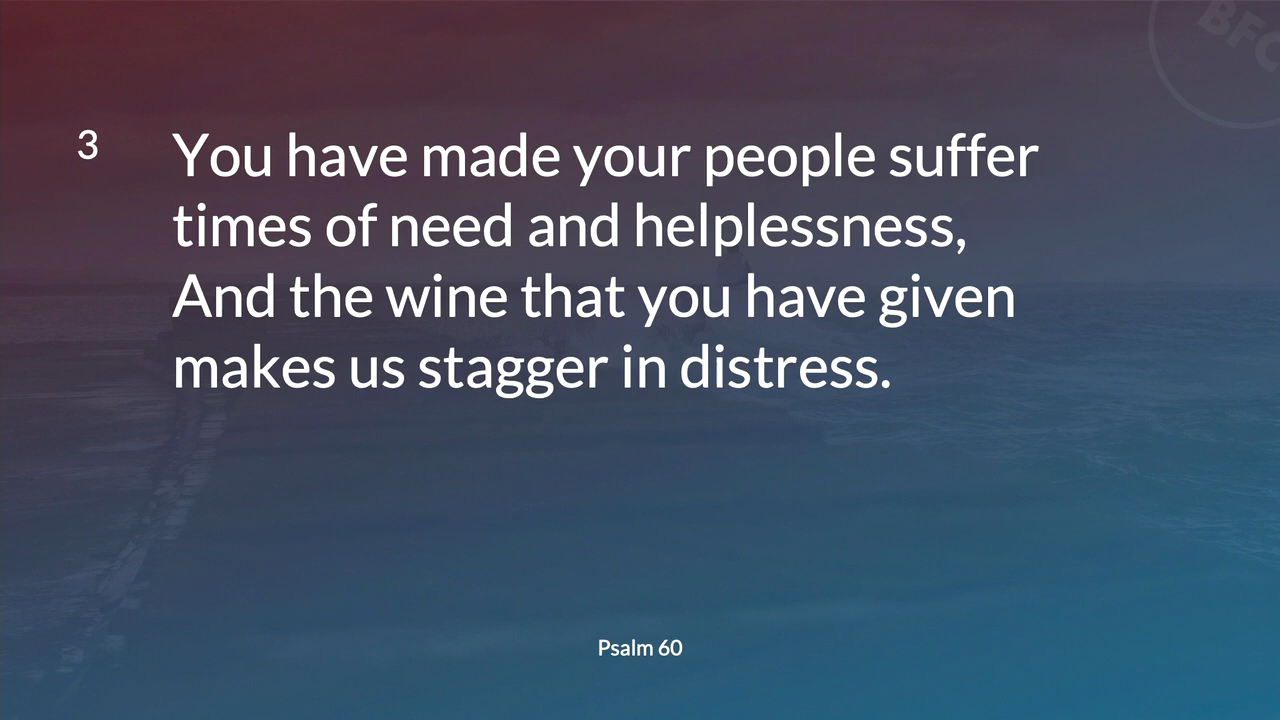 BFC
3 You have made your people suffer
times of need and helplessness,
And the wine that you have given
makes us stagger in distress.
Psalm 60